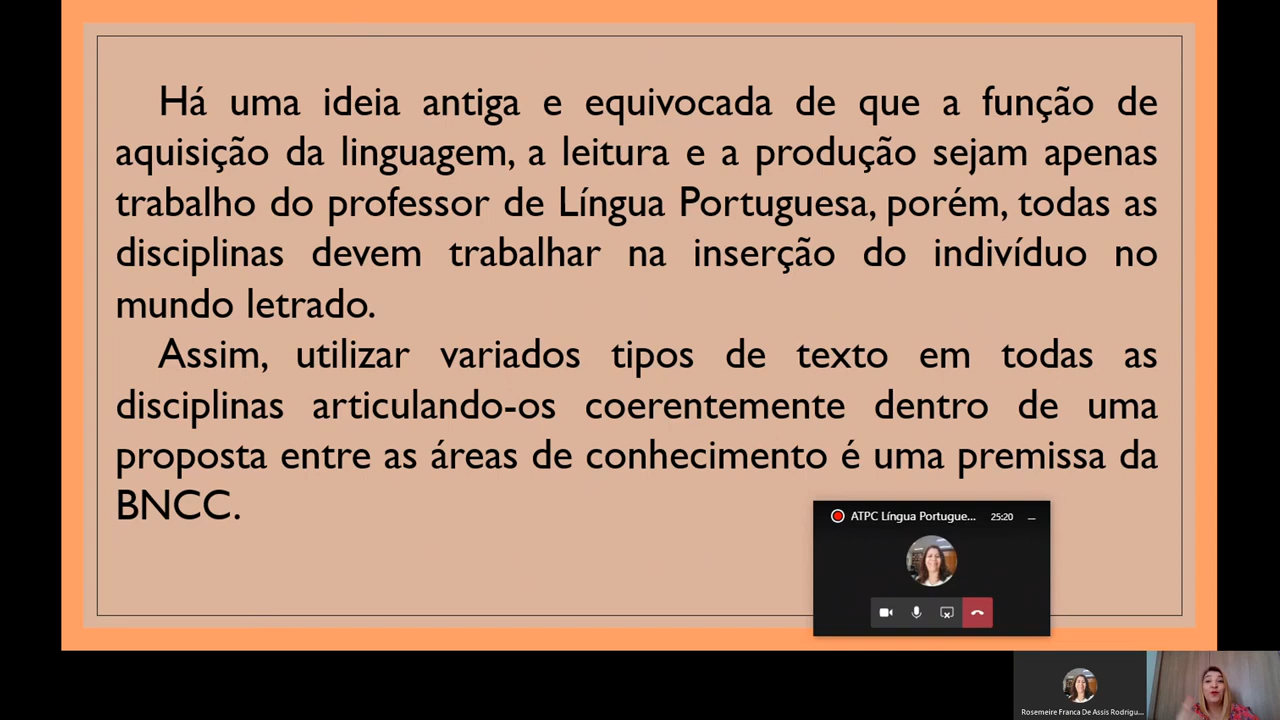 Há uma ideia antiga e equivocada de que a função de
aquisição da linguagem, a leitura e a produção sejam apenas
trabalho do professor de Língua Portuguesa, porém, todas as
disciplinas devem trabalhar na inserção do indivíduo no
mundo letrado.
Assim, utilizar variados tipos de texto em todas as
disciplinas articulando-os coerentemente dentro de uma
proposta entre as áreas de conhecimento é uma premissa da
BNCC.
ATPC Língua Portugue... 25:20
Rosemeire Franca De Assis Rodrigu...